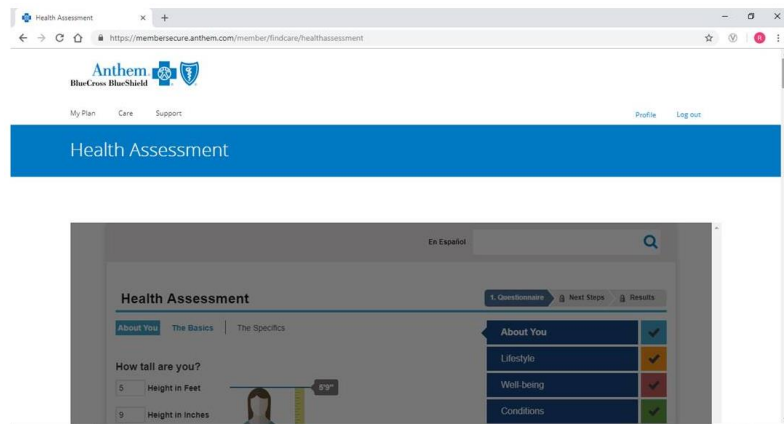 Health Assessment
https://membersecure.anthem.com/member/findcare/healthassessment
R
Anthem
BlueCross BlueShield
My Plan Care Support Profile Log out
Health Assessment
En Español
Health Assessment
1. Questionnaire Next Steps Results
About You The Basics The Specifics
About You
Lifestyle
Well-being
Conditions
How tall are you?
5 Height in Feet
5'9"
9 Height in Inches